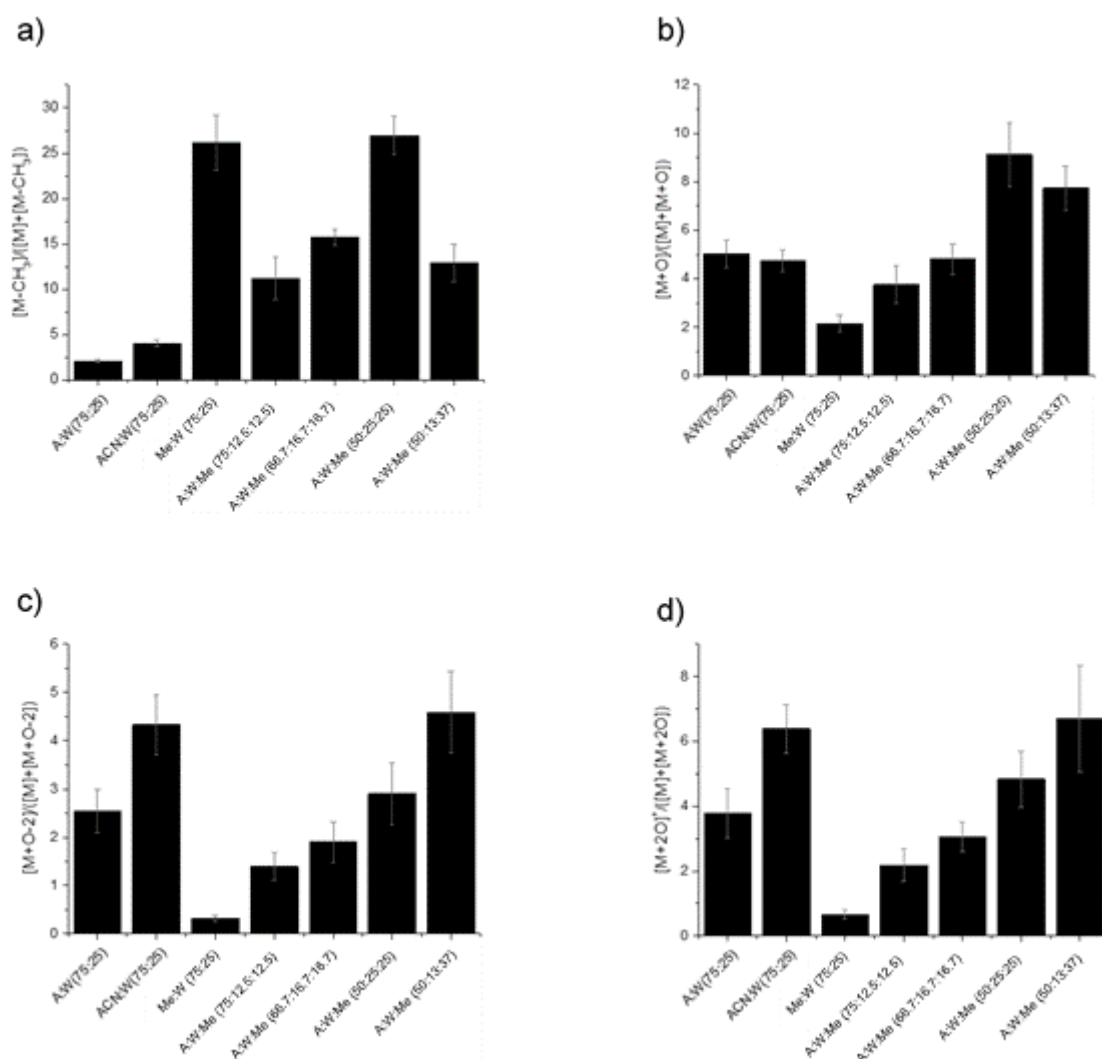 a)
[M-CH3]/([M]+[M-CH3])
30
25
20
15
10
5
0
A:W(75:25)
ACN:W(75:25)
Me:W (75:25)
A:W:Me (75:12.5:12.5)
A:W:Me (66.7:16.7:16.7)
A:W:Me (50:25:25)
A:W:Me (50:13:37)
b)
[M+O]/([M]+[M+O])
12
10
8
6
4
2
0
A:W(75:25)
ACN:W(75:25)
Me:W (75:25)
A:W:Me (75:12.5:12.5)
A:W:Me (66.7:16.7:16.7)
A:W:Me (50:25:25)
A:W:Me (50:13:37)
c)
[M+O-2]/([M]+[M+O-2])
6
5
4
3
2
1
0
A:W(75:25)
ACN:W(75:25)
Me:W (75:25)
A:W:Me (75:12.5:12.5)
A:W:Me (66.7:16.7:16.7)
A:W:Me (50:25:25)
A:W:Me (50:13:37)
d)
[M+2O]⁺/([M]+[M+2O])
8
6
4
2
0
A:W(75:25)
ACN:W(75:25)
Me:W (75:25)
A:W:Me (75:12.5:12.5)
A:W:Me (66.7:16.7:16.7)
A:W:Me (50:25:25)
A:W:Me (50:13:37)